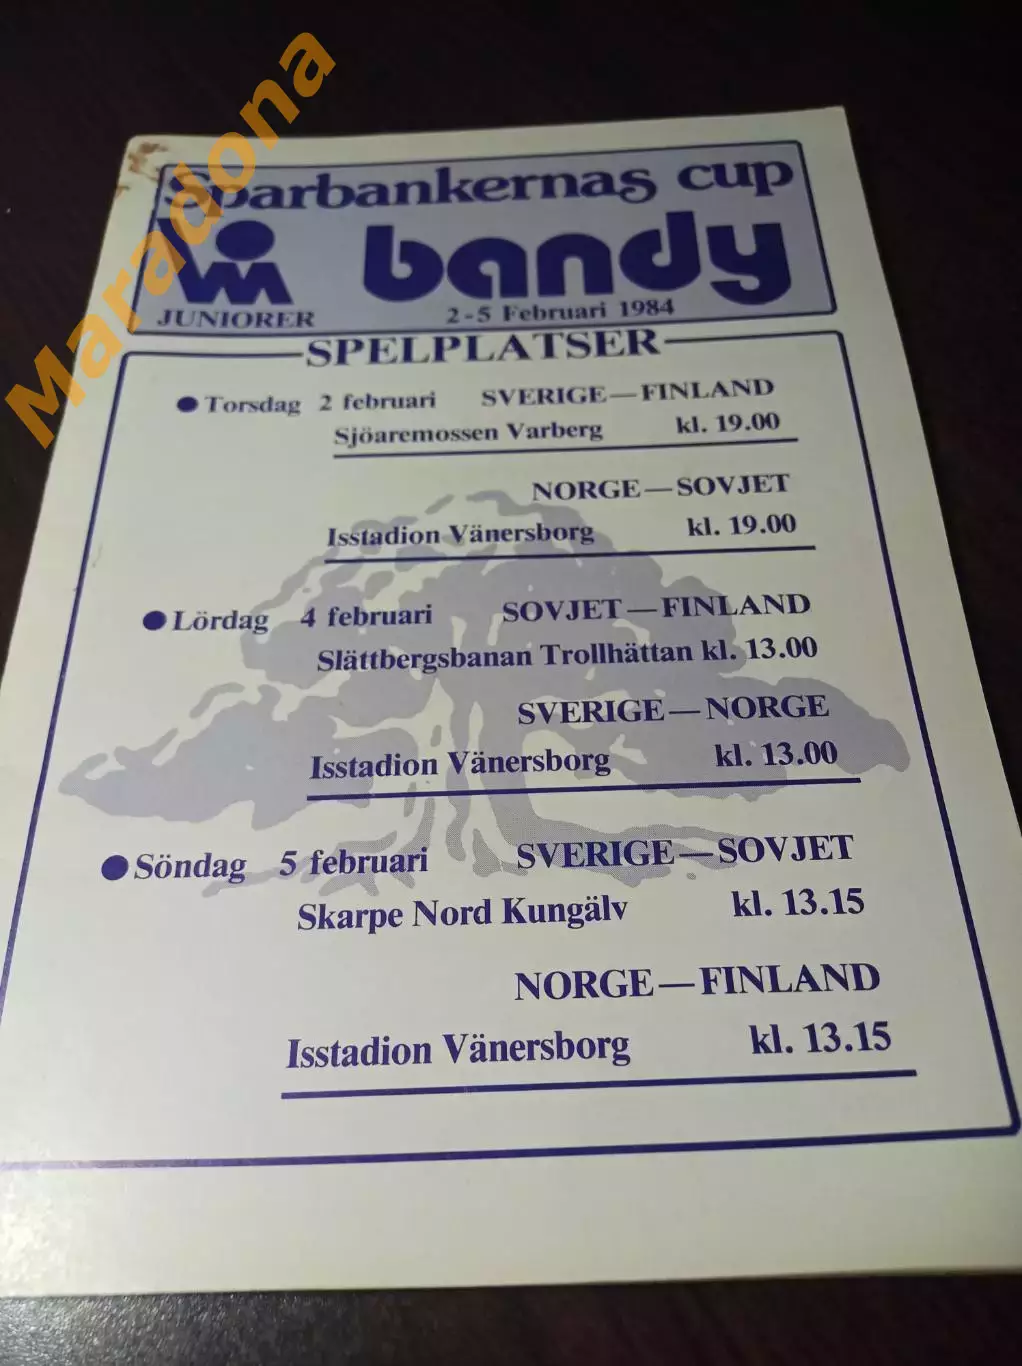 Maradona
Sparbankernas cup
VM bandy
JUNIORER 2-5 Februari 1984
SPELPLATSER
● Torsdag 2 februari SVERIGE—FINLAND
Sjöaremossen Varberg kl. 19.00
NORGE—SOVJET
Isstadion Vänersborg kl. 19.00
● Lördag 4 februari SOVJET—FINLAND
Slättbergsbanan Trollhättan kl. 13.00
SVERIGE—NORGE
Isstadion Vänersborg kl. 13.00
● Söndag 5 februari SVERIGE—SOVJET
Skarpe Nord Kungälv kl. 13.15
NORGE—FINLAND
Isstadion Vänersborg kl. 13.15